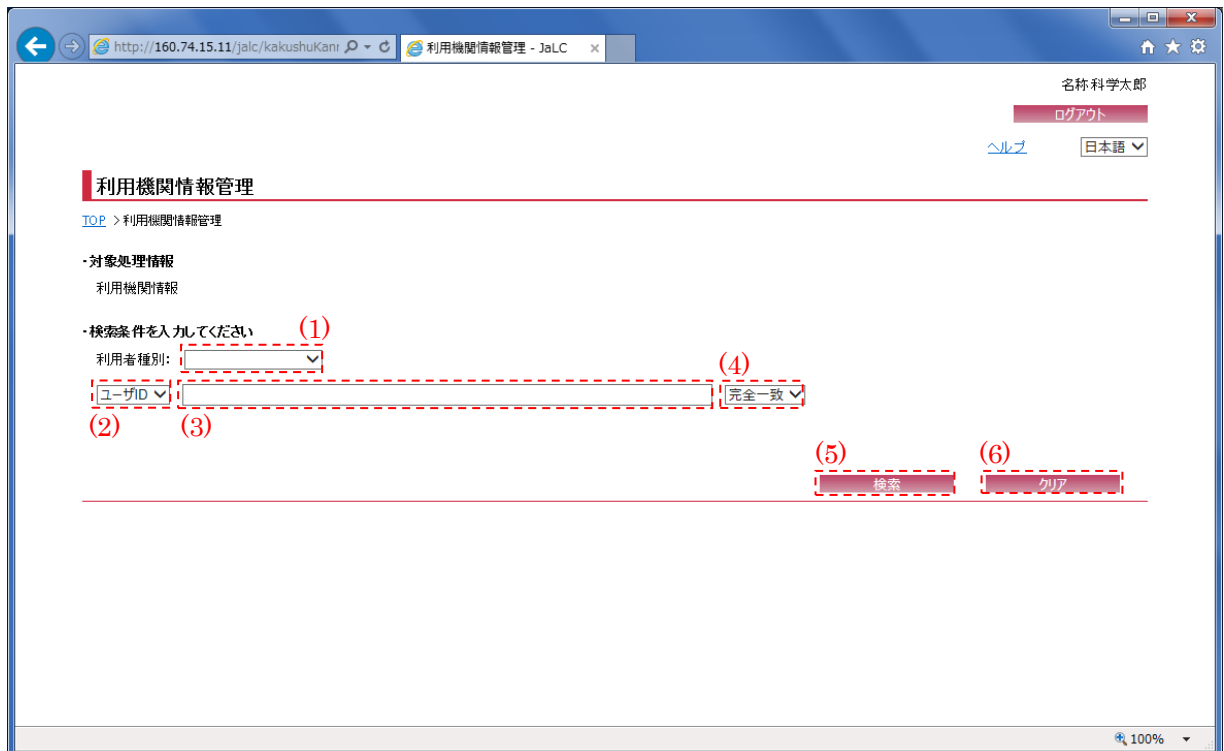 http://160.74.15.11/jalc/kakushuKanr
利用機関情報管理 - JaLC
名称 科学太郎
ログアウト
ヘルプ 日本語
利用機関情報管理
TOP >利用機関情報管理
・対象処理情報
利用機関情報
・検索条件を入力してください (1)
利用者種別:
(4)
ユーザID 完全一致
(2) (3)
(5) (6)
検索 クリア
100%